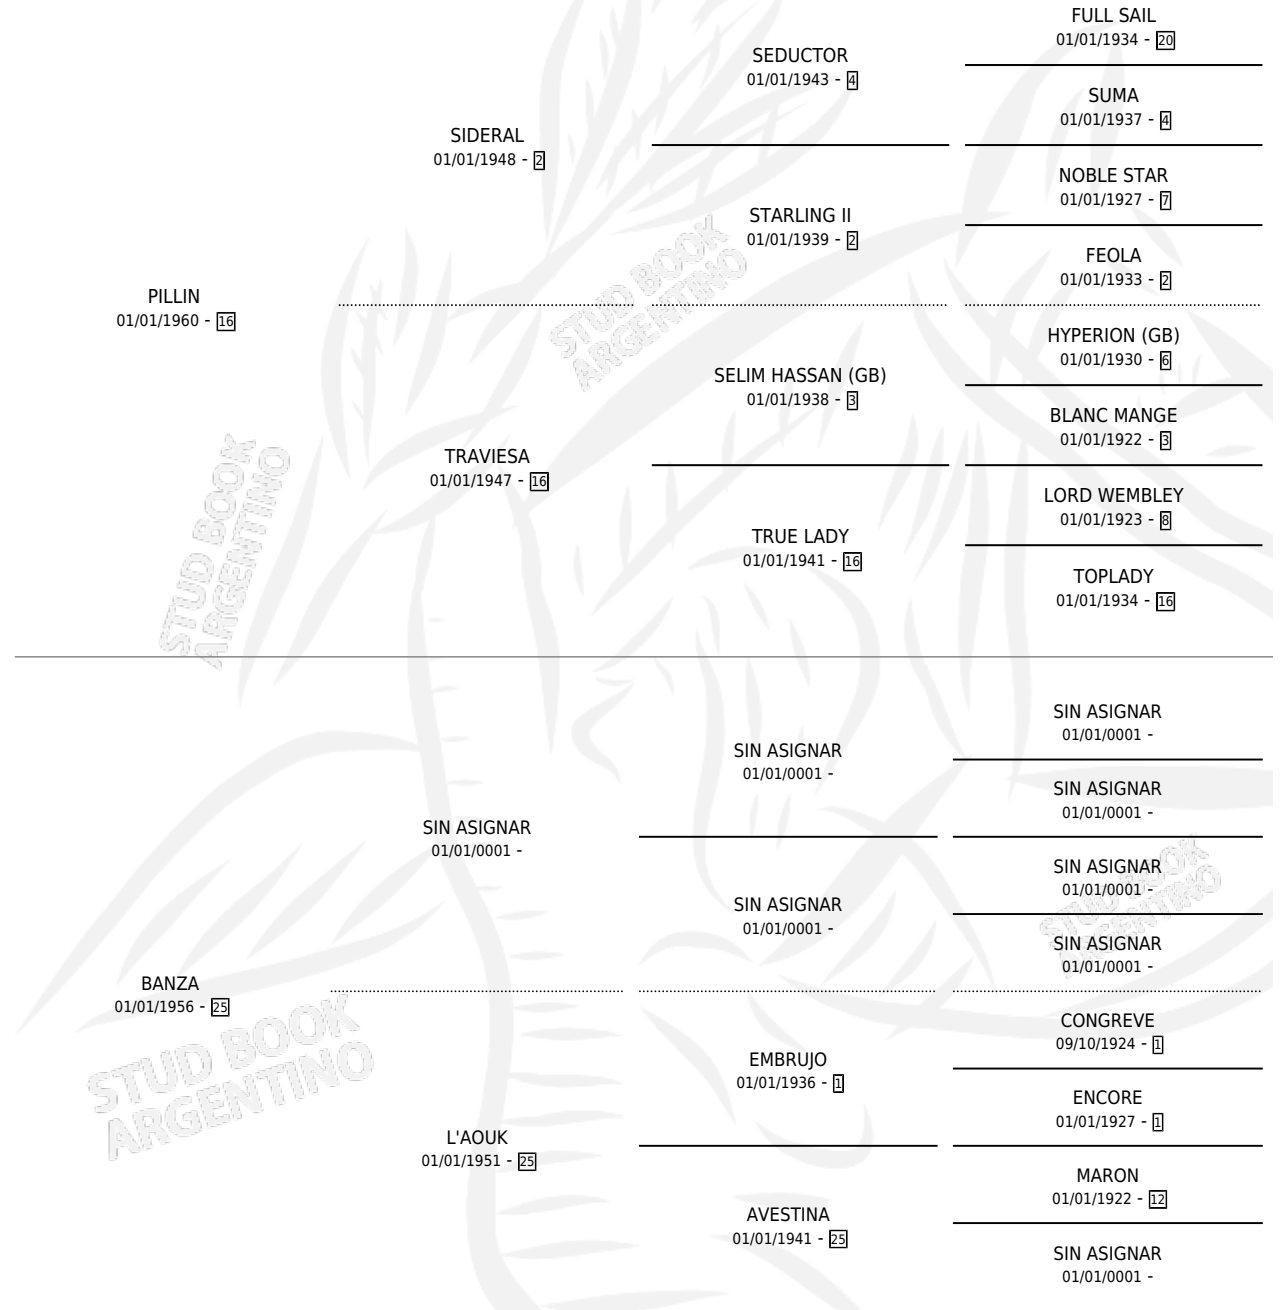 FULL SAIL
01/01/1934 - 20
SEDUCTOR
01/01/1943 - 4
SUMA
01/01/1937 - 4
SIDERAL
01/01/1948 - 2
NOBLE STAR
01/01/1927 - 7
STARLING II
01/01/1939 - 2
FEOLA
01/01/1933 - 2
PILLIN
01/01/1960 - 16
HYPERION (GB)
01/01/1930 - 6
SELIM HASSAN (GB)
01/01/1938 - 3
BLANC MANGE
01/01/1922 - 3
TRAVIESA
01/01/1947 - 16
LORD WEMBLEY
01/01/1923 - 8
TRUE LADY
01/01/1941 - 16
TOPLADY
01/01/1934 - 16
SIN ASIGNAR
01/01/0001 -
SIN ASIGNAR
01/01/0001 -
SIN ASIGNAR
01/01/0001 -
SIN ASIGNAR
01/01/0001 -
SIN ASIGNAR
01/01/0001 -
SIN ASIGNAR
01/01/0001 -
SIN ASIGNAR
01/01/0001 -
BANZA
01/01/1956 - 25
CONGREVE
09/10/1924 - 1
EMBRUJO
01/01/1936 - 1
ENCORE
01/01/1927 - 1
L'AOUK
01/01/1951 - 25
MARON
01/01/1922 - 12
AVESTINA
01/01/1941 - 25
SIN ASIGNAR
01/01/0001 -
STUD BOOK
ARGENTINO
STUD BOOK
ARGENTINO
STUD BOOK
ARGENTINO
STUD BOOK
ARGENTINO